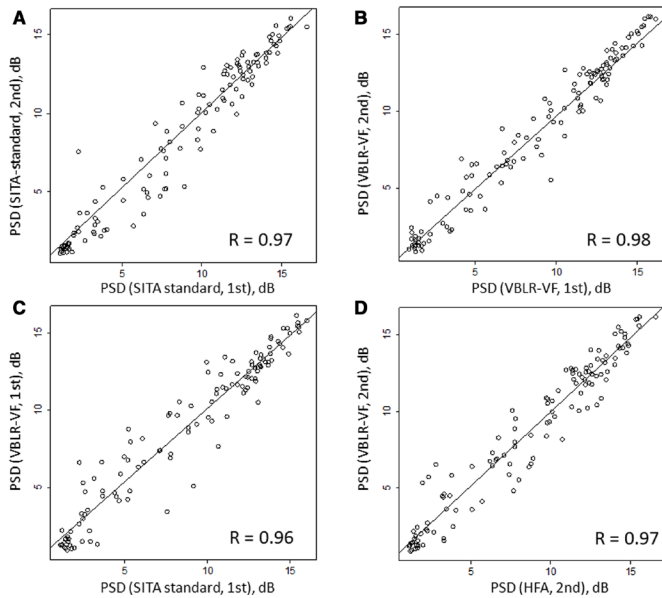 A
15
10
5
PSD (SITA-standard, 2nd), dB
R = 0.97
5
10
15
PSD (SITA standard, 1st), dB
B
15
10
5
PSD (VBLR-VF, 2nd), dB
R = 0.98
5
10
15
PSD (VBLR-VF, 1st), dB
C
15
10
5
PSD (VBLR-VF, 1st), dB
R = 0.96
5
10
15
PSD (SITA standard, 1st), dB
D
15
10
5
PSD (VBLR-VF, 2nd), dB
R = 0.97
5
10
15
PSD (HFA, 2nd), dB